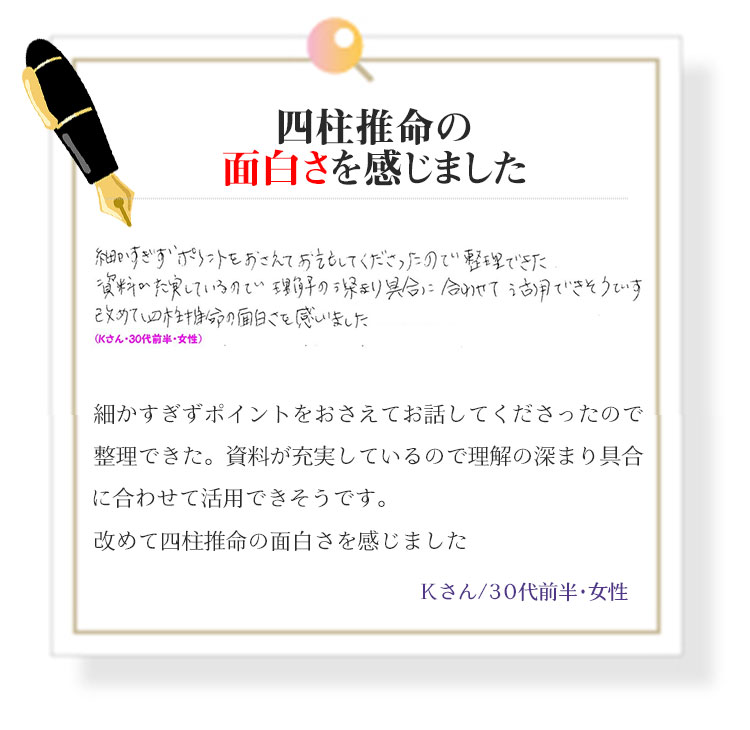 四柱推命の
面白さを感じました
細かすぎずポイントをおさえてお話してくださったので整理できた
資料が充実しているので理解の深まり具合に合わせて活用できそうです
改めて四柱推命の面白さを感じました
(Kさん・30代前半・女性)
細かすぎずポイントをおさえてお話してくださったので
整理できた。資料が充実しているので理解の深まり具合
に合わせて活用できそうです。
改めて四柱推命の面白さを感じました
Kさん/30代前半・女性